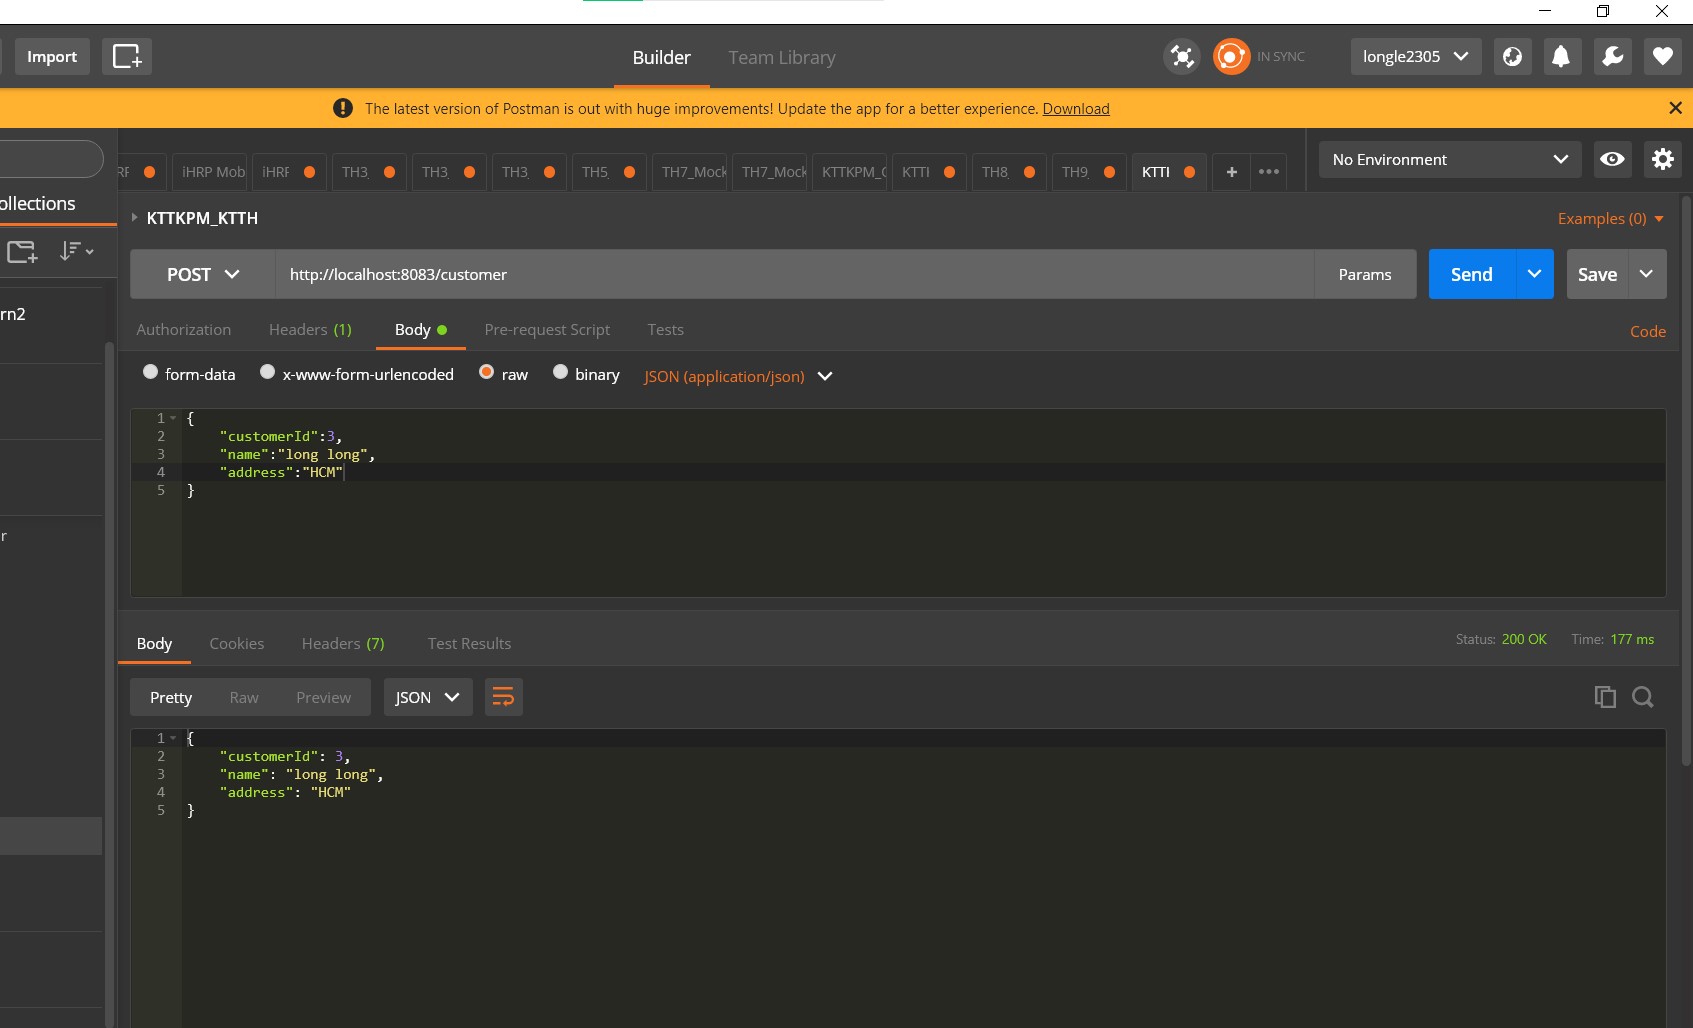 Import
Builder
Team Library
IN SYNC
longle2305
The latest version of Postman is out with huge improvements! Update the app for a better experience. Download
iHRP Mob
TH3
TH3
TH3
TH5
TH7_Mock
TH7_Mock
KTTKPM_
KTTI
TH8
TH9
KTTI
+
No Environment
ollections
KTTKPM_KTTH
Examples (0)
POST
http://localhost:8083/customer
Params
Send
Save
rn2
Authorization
Headers (1)
Body
Pre-request Script
Tests
Code
form-data
x-www-form-urlencoded
raw
binary
JSON (application/json)
1 {
2 "customerId":3,
3 "name":"long long",
4 "address":"HCM"
5 }
r
Body
Cookies
Headers (7)
Test Results
Status: 200 OK
Time: 177 ms
Pretty
Raw
Preview
JSON
1 {
2 "customerId": 3,
3 "name": "long long",
4 "address": "HCM"
5 }